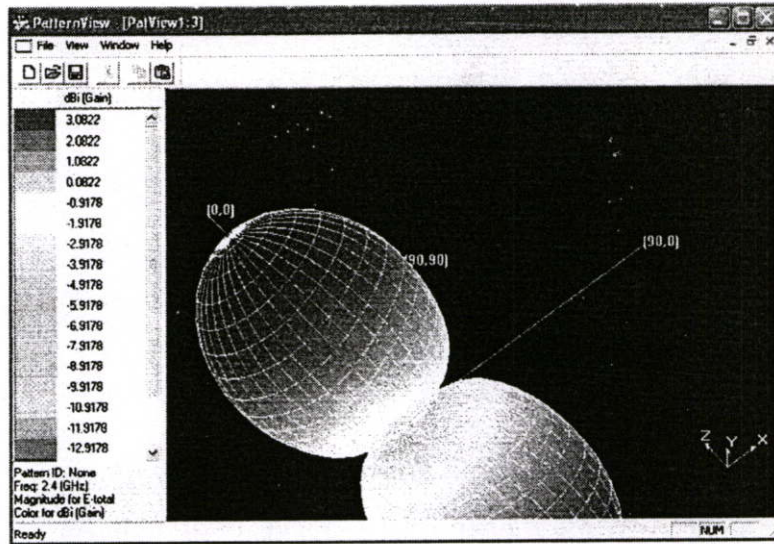 PatternView - [PatView1:3]
File View Window Help
dBi (Gain)
3.0822
2.0822
1.0822
0.0822
-0.9178
-1.9178
-2.9178
-3.9178
-4.9178
-5.9178
-6.9178
-7.9178
-8.9178
-9.9178
-10.9178
-11.9178
-12.9178
(0,0)
(90,90)
(90,0)
Z Y X
Pattern ID: None
Freq: 2.4 (GHz)
Magnitude for E-total
Color for dBi (Gain)
Ready
NUM